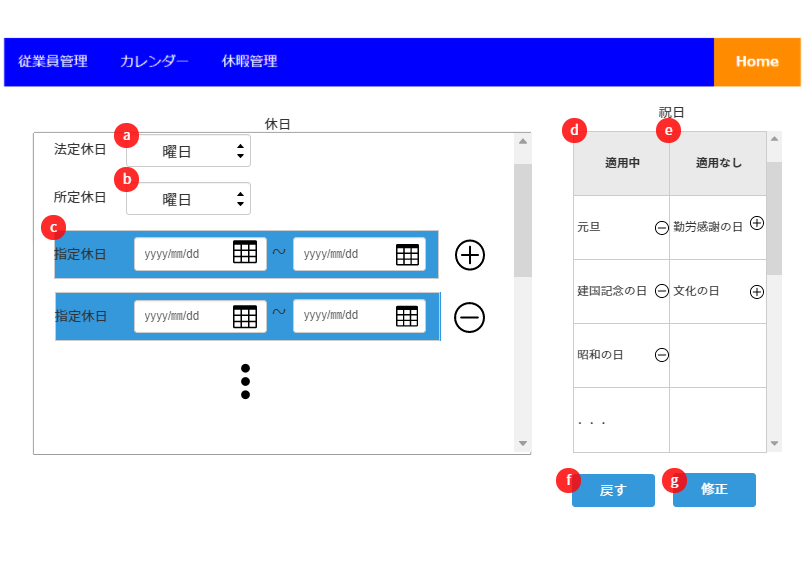 従業員管理 カレンダー 休暇管理 Home
休日
a
法定休日 曜日
b
所定休日 曜日
c
指定休日 yyyy/mm/dd ~ yyyy/mm/dd
指定休日 yyyy/mm/dd ~ yyyy/mm/dd
祝日
d e
適用中 適用なし
元旦 勤労感謝の日
建国記念の日 文化の日
昭和の日
・・・
f g
戻す 修正